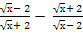 (√x − 2)/(√x + 2) − (√x + 2)/(√x − 2)